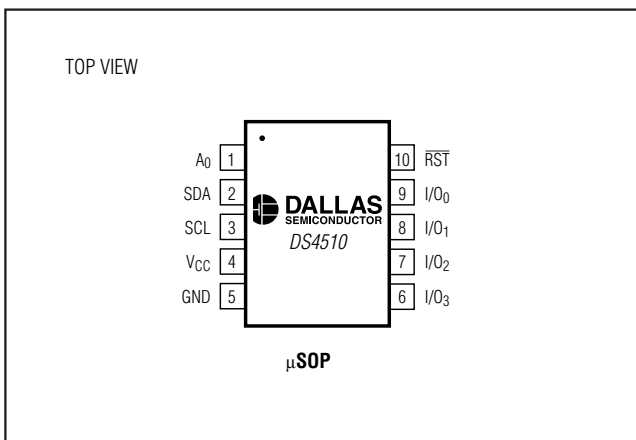 TOP VIEW
A0 1
SDA 2
SCL 3
VCC 4
GND 5
DALLAS
SEMICONDUCTOR
DS4510
10 RST
9 I/O0
8 I/O1
7 I/O2
6 I/O3
μSOP